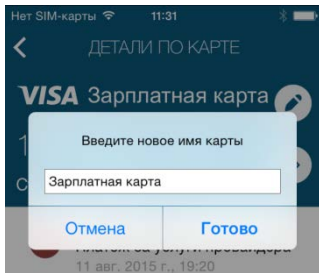 Нет SIM-карты 11:31
ДЕТАЛИ ПО КАРТЕ
VISA Зарплатная карта
Введите новое имя карты
1
С
Зарплатная карта
Отмена Готово
Платеж за услуги провайдера
11 авг. 2015 г., 19:20